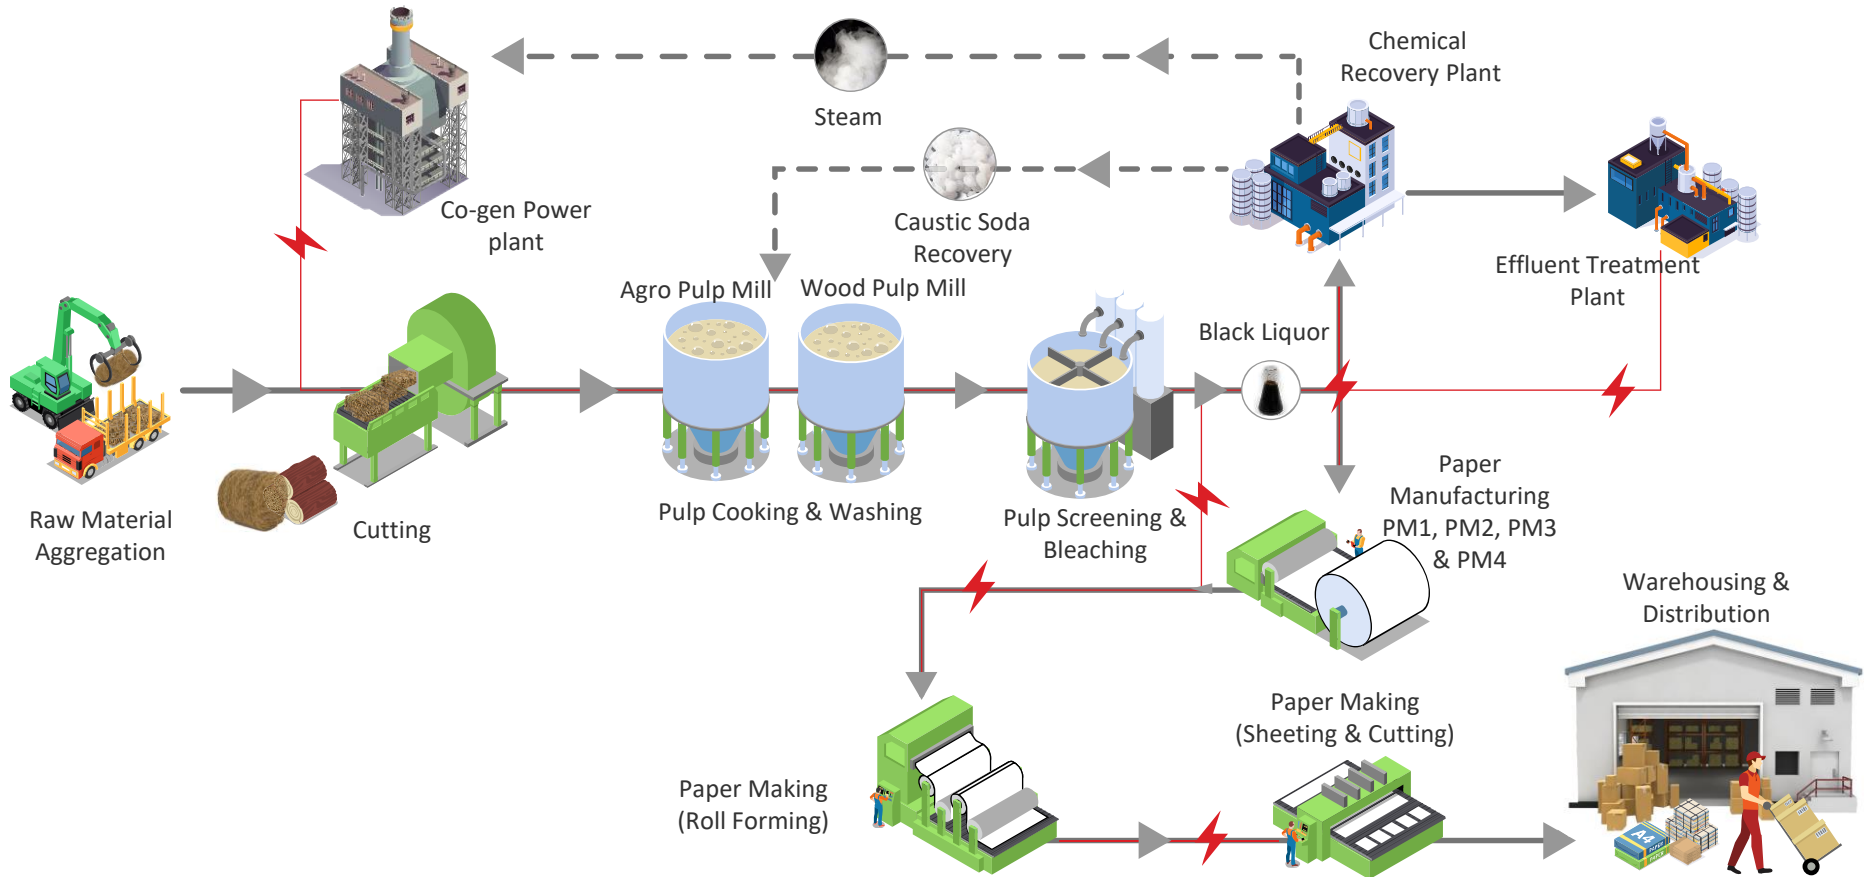 Chemical
Recovery Plant
Steam
Co-gen Power
plant
Caustic Soda
Recovery
Effluent Treatment
Plant
Agro Pulp Mill
Wood Pulp Mill
Black Liquor
Raw Material
Aggregation
Cutting
Pulp Cooking & Washing
Pulp Screening &
Bleaching
Paper
Manufacturing
PM1, PM2, PM3
& PM4
Warehousing &
Distribution
Paper Making
(Roll Forming)
Paper Making
(Sheeting & Cutting)
A4
PAPER